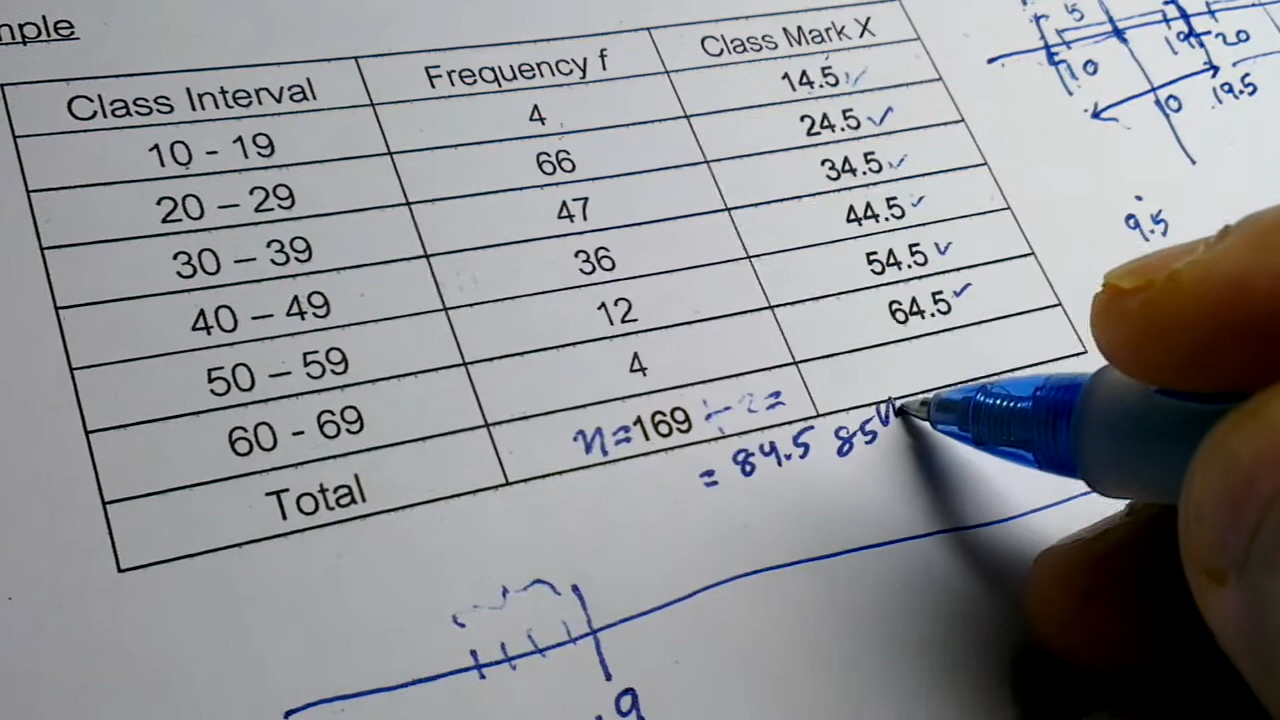 Class Interval Frequency f Class Mark X
10 - 19 4 14.5
20 – 29 66 24.5
30 – 39 47 34.5
40 – 49 36 44.5
50 – 59 12 54.5
60 - 69 4 64.5
Total n=169 ÷ 2 =
= 84.5 85
5
19 20
10
0 19.5
9.5
9